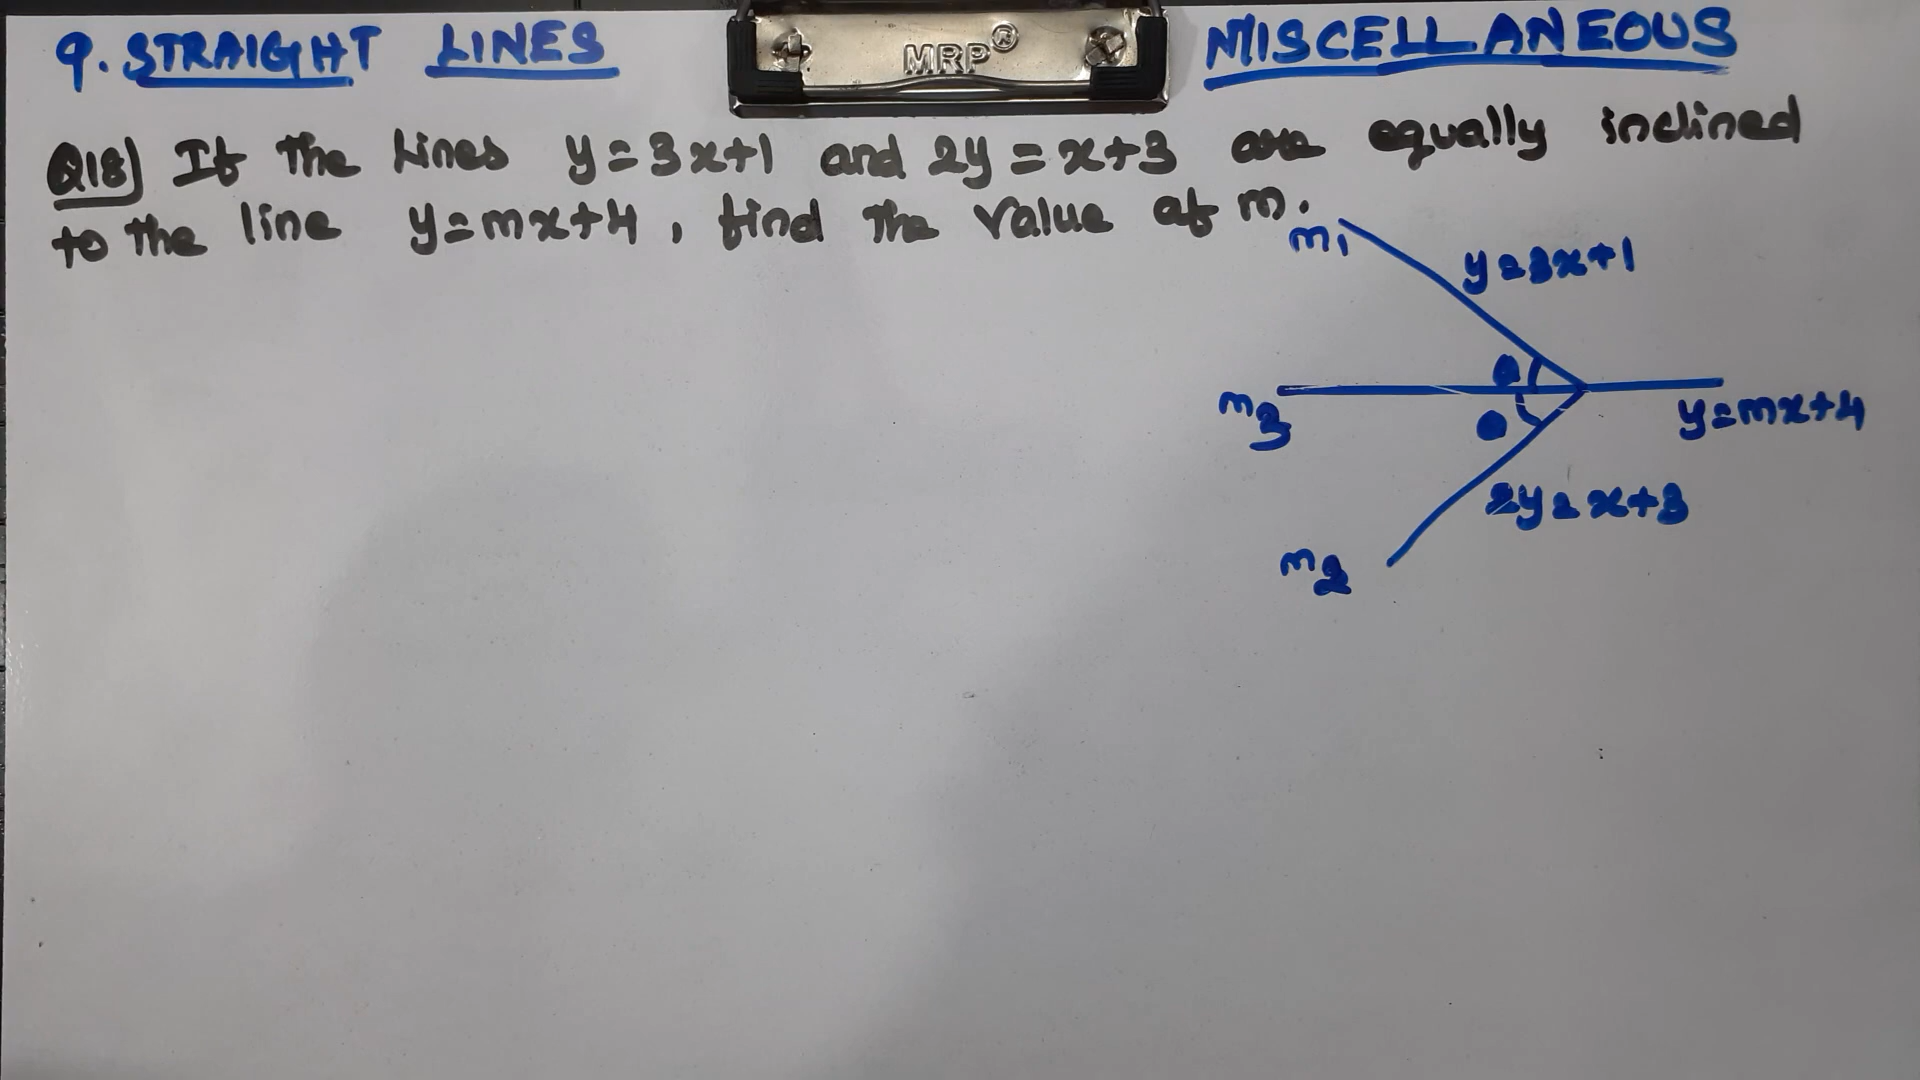 9. STRAIGHT LINES
MRP®
MISCELLANEOUS
Q18) If the Lines y=3x+1 and 2y=x+3 are equally inclined
to the line y=mx+4, find the value of m.
m1
y=3x+1
θ
m3
θ
y=mx+4
2y=x+3
m2